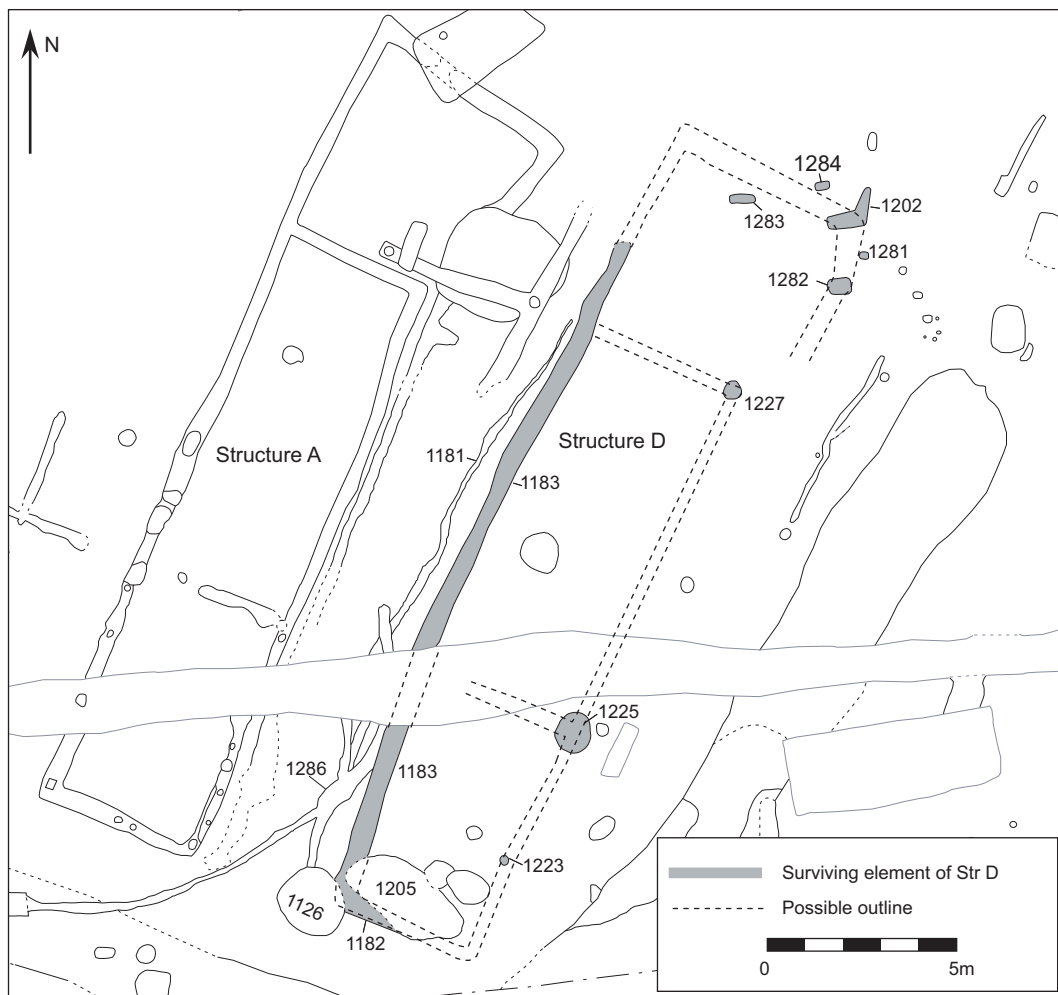 N
1284
1202
1283
1281
1282
1227
Structure A
Structure D
1181
1183
1225
1286
1183
1223
1205
1126
1182
Surviving element of Str D
Possible outline
0
5m